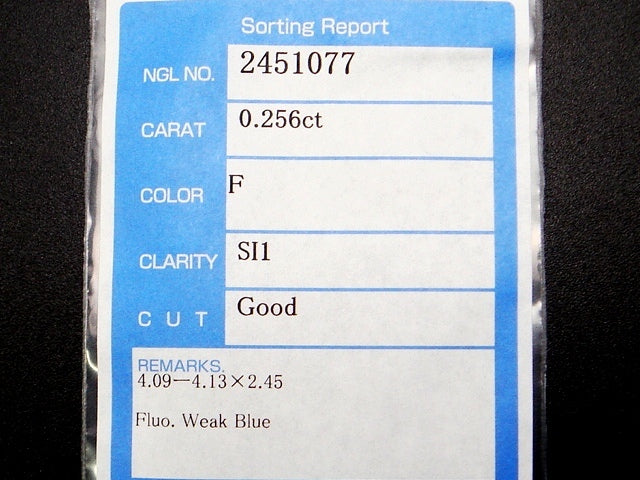 Sorting Report
NGL NO. 2451077
CARAT 0.256ct
COLOR F
CLARITY SI1
CUT Good
REMARKS.
4.09—4.13×2.45
Fluo. Weak Blue